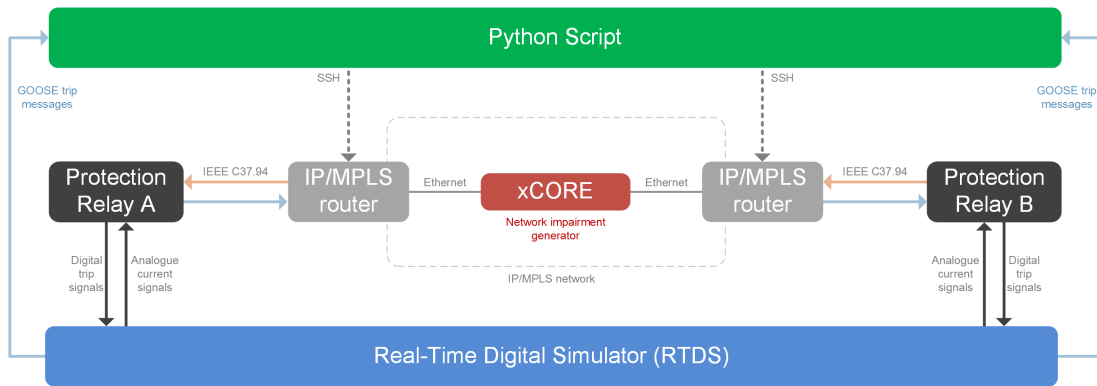 Python Script
SSH
SSH
GOOSE trip
messages
GOOSE trip
messages
Protection
Relay A
IEEE C37.94
IP/MPLS
router
Ethernet
xCORE
Ethernet
IP/MPLS
router
IEEE C37.94
Protection
Relay B
Network impairment
generator
Digital
trip
signals
Analogue
current
signals
IP/MPLS network
Analogue
current
signals
Digital
trip
signals
Real-Time Digital Simulator (RTDS)